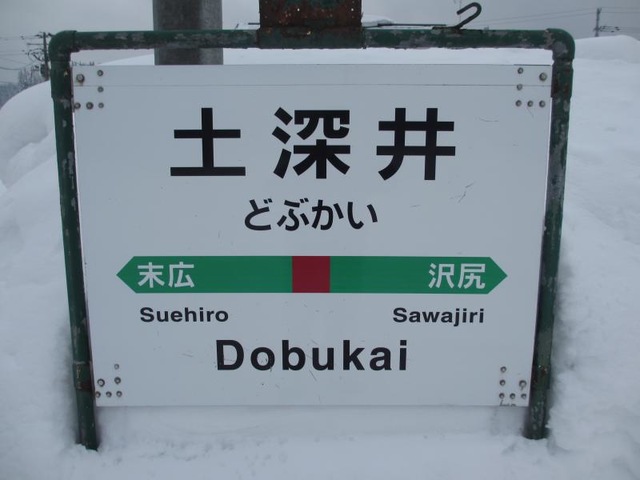 土深井
どぶかい
末広 沢尻
Suehiro Sawajiri
Dobukai